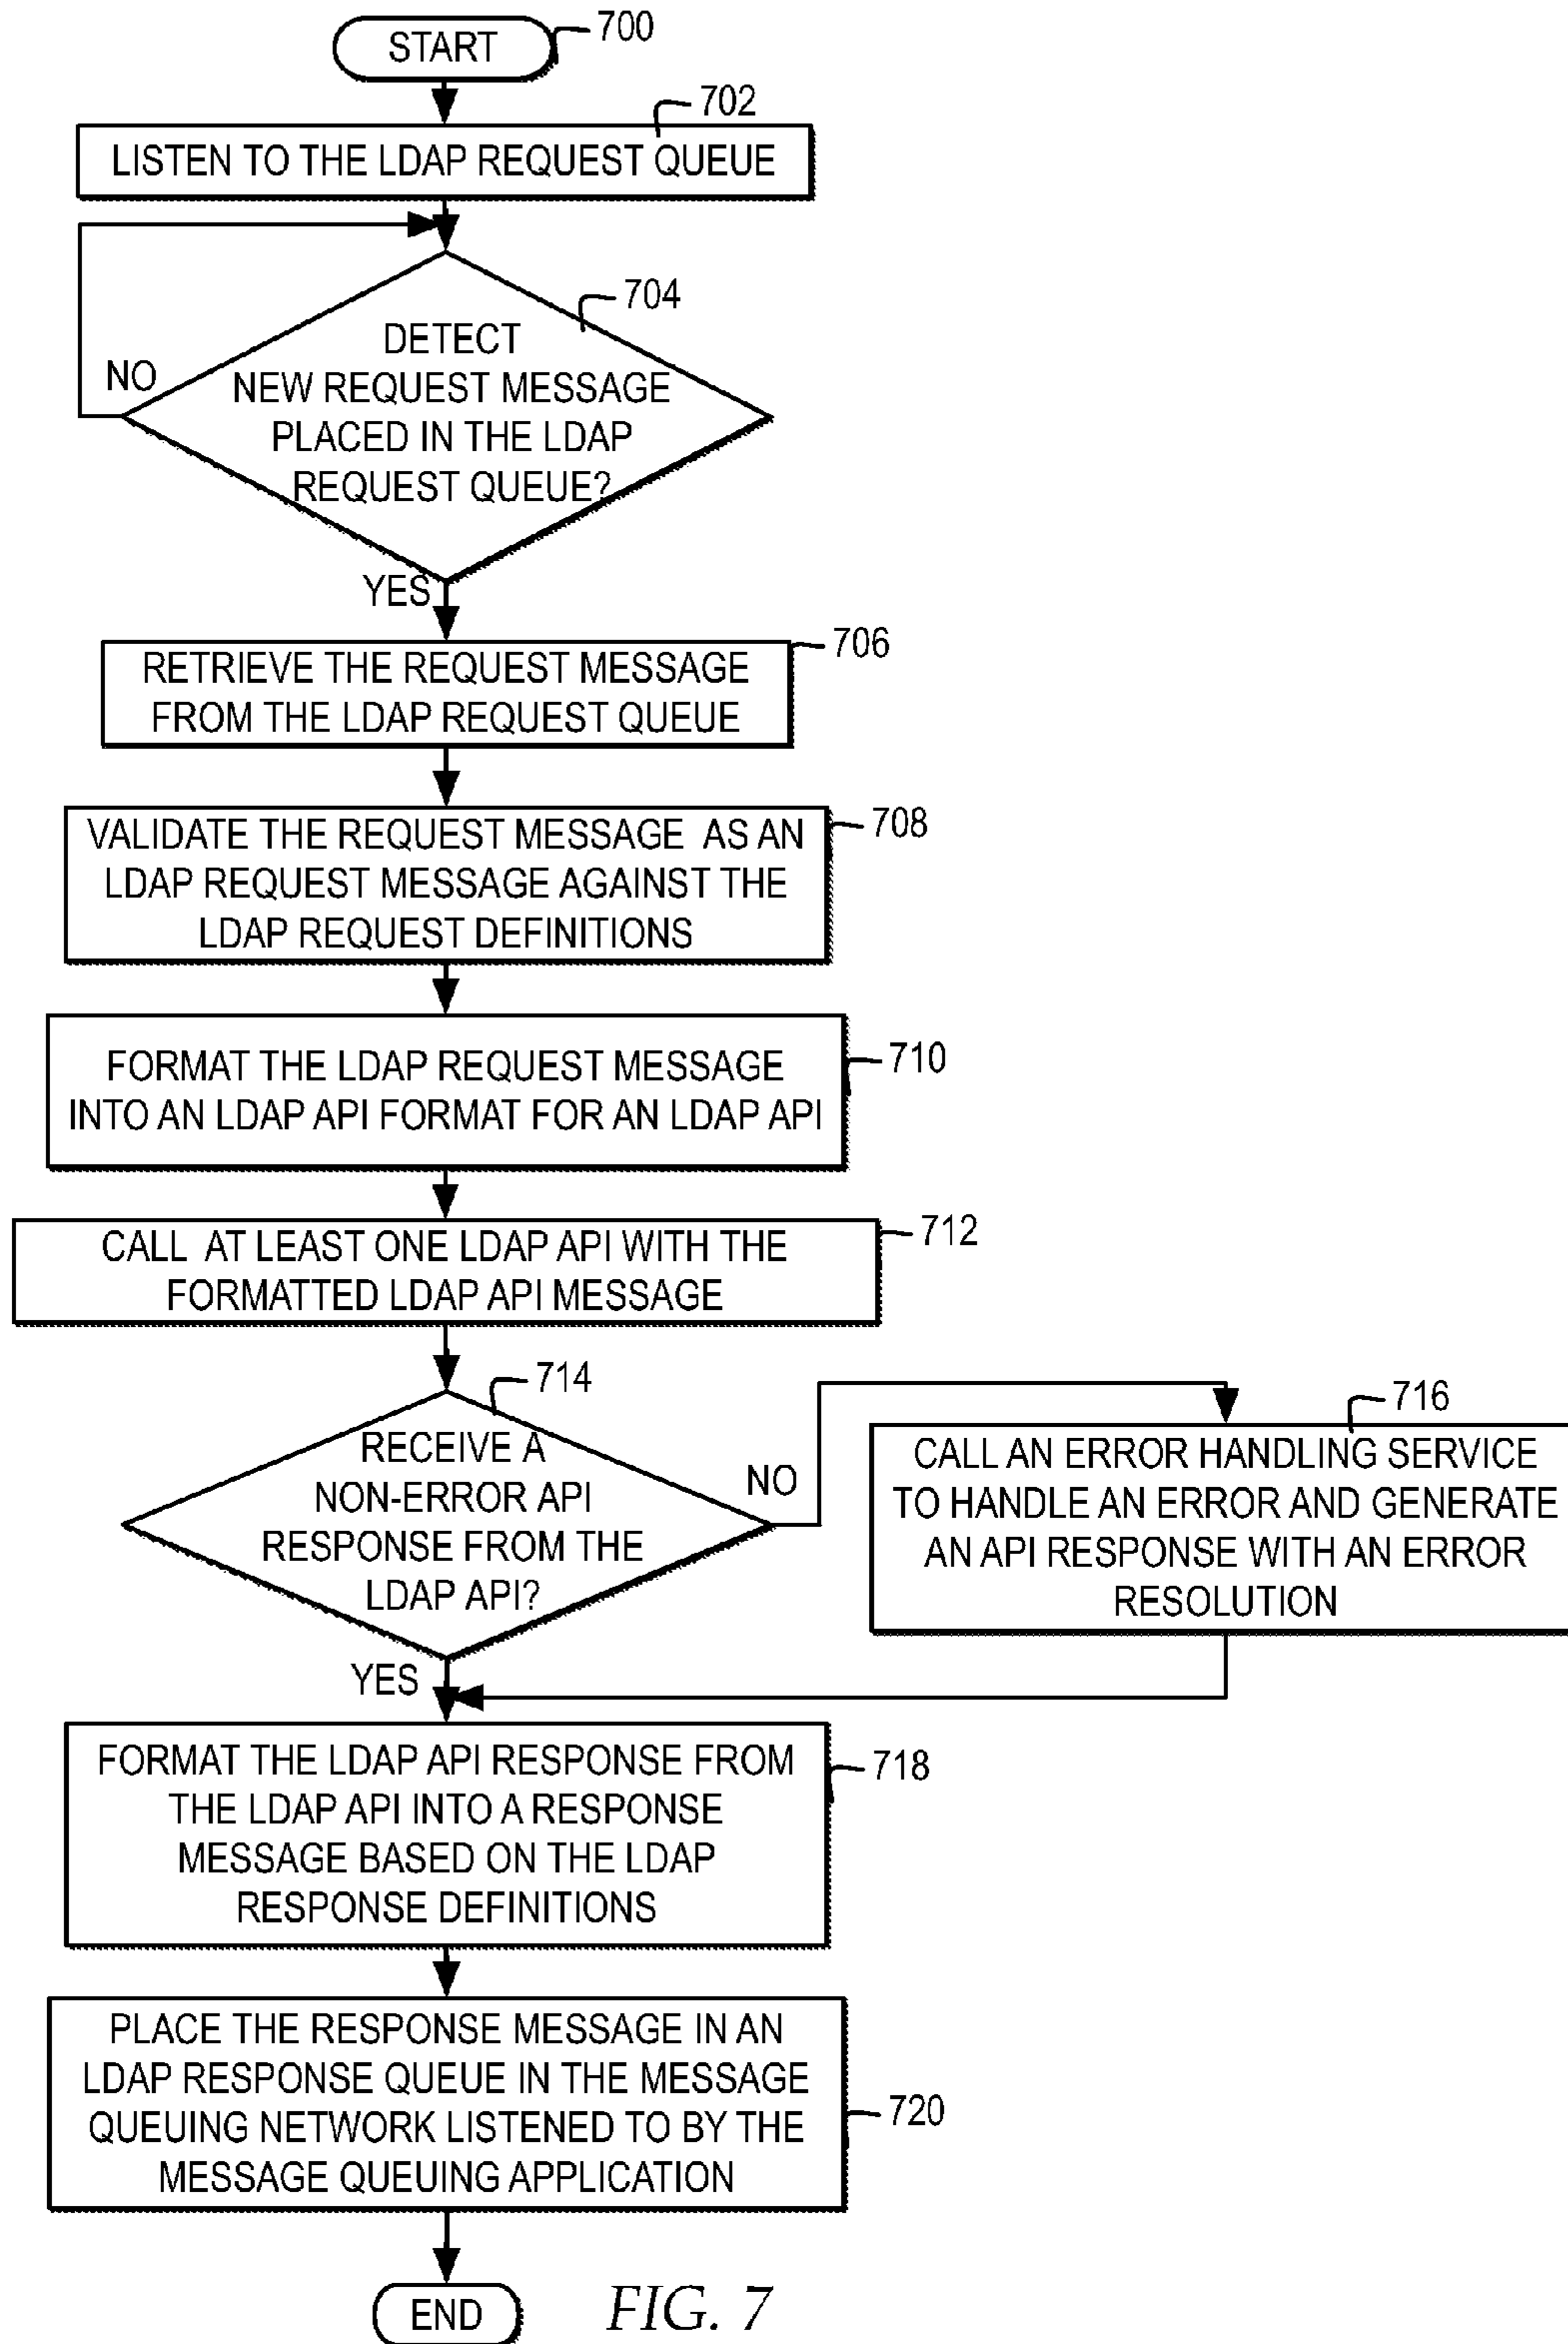 START
700
702
LISTEN TO THE LDAP REQUEST QUEUE
704
DETECT
NEW REQUEST MESSAGE
PLACED IN THE LDAP
REQUEST QUEUE?
NO
YES
706
RETRIEVE THE REQUEST MESSAGE
FROM THE LDAP REQUEST QUEUE
708
VALIDATE THE REQUEST MESSAGE AS AN
LDAP REQUEST MESSAGE AGAINST THE
LDAP REQUEST DEFINITIONS
710
FORMAT THE LDAP REQUEST MESSAGE
INTO AN LDAP API FORMAT FOR AN LDAP API
712
CALL AT LEAST ONE LDAP API WITH THE
FORMATTED LDAP API MESSAGE
714
RECEIVE A
NON-ERROR API
RESPONSE FROM THE
LDAP API?
NO
716
CALL AN ERROR HANDLING SERVICE
TO HANDLE AN ERROR AND GENERATE
AN API RESPONSE WITH AN ERROR
RESOLUTION
YES
718
FORMAT THE LDAP API RESPONSE FROM
THE LDAP API INTO A RESPONSE
MESSAGE BASED ON THE LDAP
RESPONSE DEFINITIONS
PLACE THE RESPONSE MESSAGE IN AN
LDAP RESPONSE QUEUE IN THE MESSAGE
QUEUING NETWORK LISTENED TO BY THE
MESSAGE QUEUING APPLICATION
720
END
FIG. 7